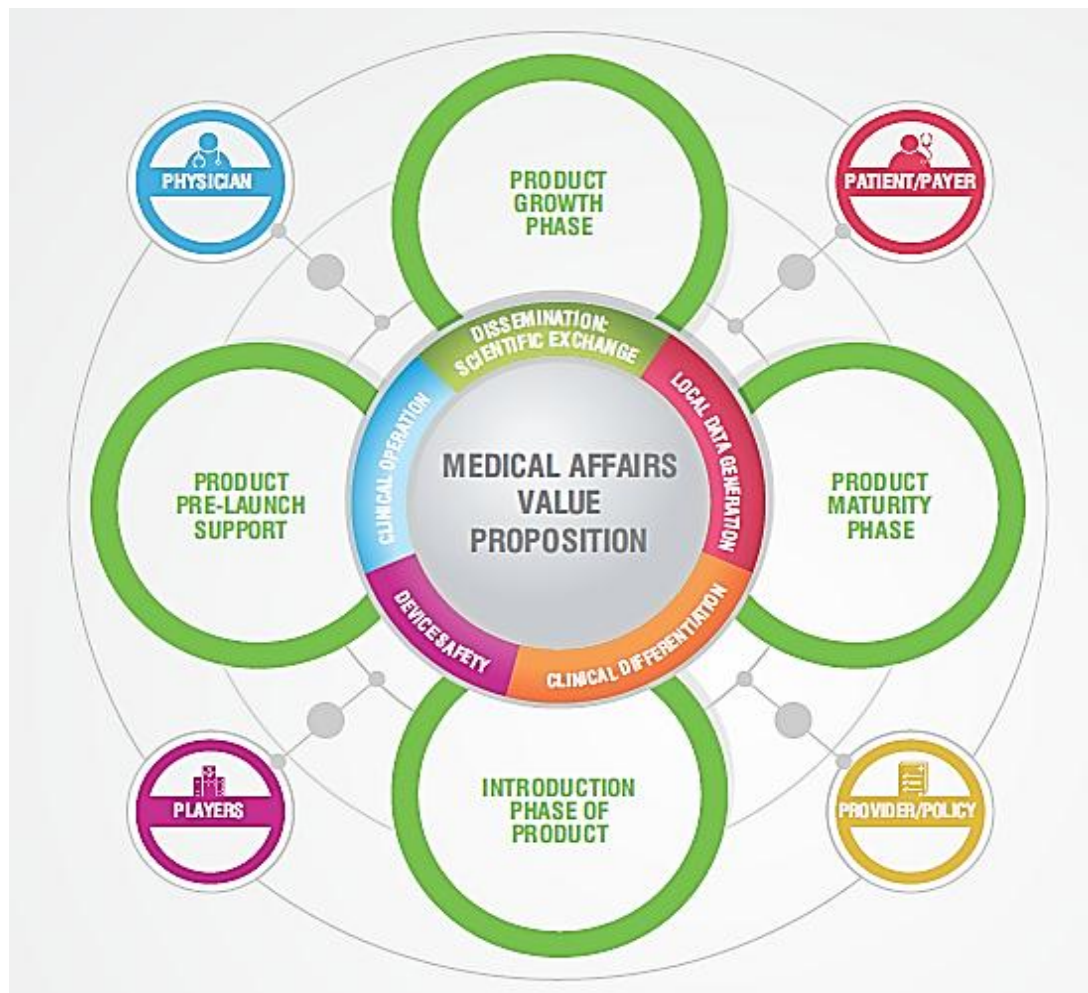 PHYSICIAN
PATIENT/PAYER
PRODUCT
GROWTH
PHASE
DISSEMINATION:
SCIENTIFIC EXCHANGE
CLINICAL OPERATION
LOCAL DATA GENERATION
PRODUCT
PRE-LAUNCH
SUPPORT
MEDICAL AFFAIRS
VALUE
PROPOSITION
PRODUCT
MATURITY
PHASE
DEVICE SAFETY
CLINICAL DIFFERENTIATION
PLAYERS
INTRODUCTION
PHASE OF
PRODUCT
PROVIDER/POLICY